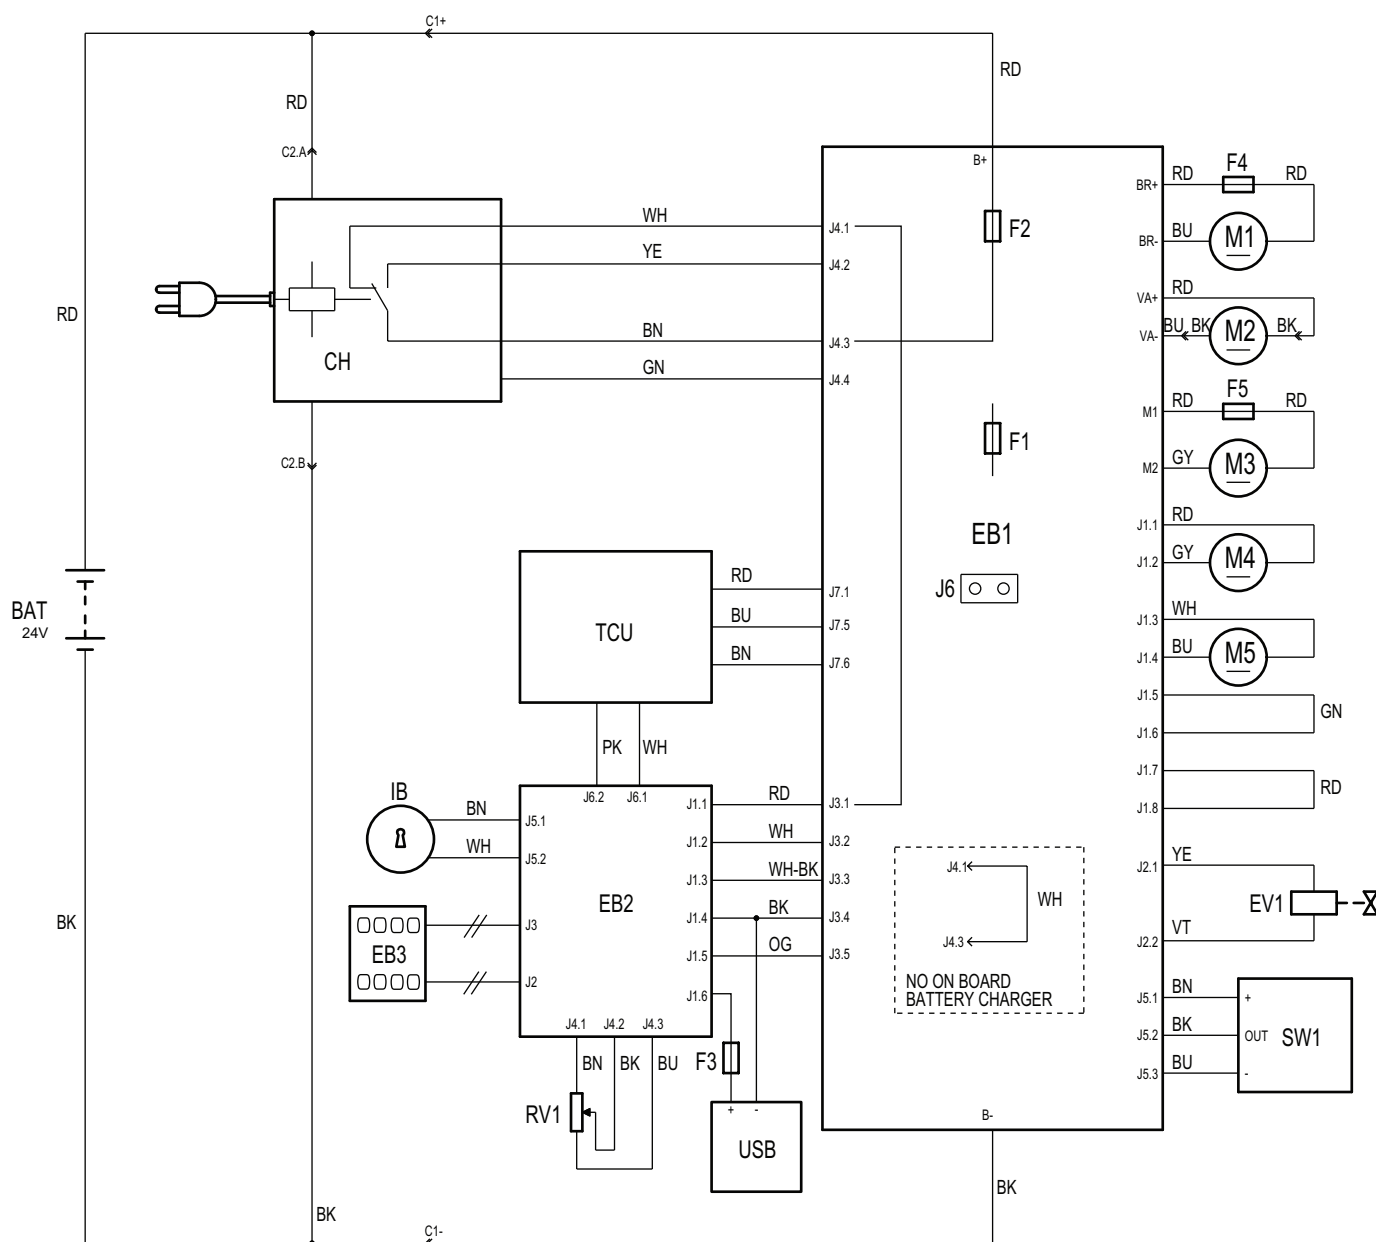 C1+
RD
RD
C2.A
B+
RD F4 RD
BR+
WH
J4.1
F2
BU M1
BR-
YE
J4.2
RD
VA+
RD
BN
J4.3
BU BK M2 BK
VA-
CH
GN
J4.4
RD F5 RD
M1
F1
C2.B
GY M3
M2
RD
J1.1
EB1
GY M4
J1.2
BAT
24V
RD
J7.1
J6
TCU
BU
J7.5
WH
J1.3
BN
J7.6
BU M5
J1.4
J1.5
GN
J1.6
PK WH
J1.7
RD
J1.8
IB
J6.2 J6.1
BN
J5.1
WH
J5.2
J1.1 RD J3.1
J1.2 WH J3.2
J1.3 WH-BK J3.3
EB2
J1.4 BK J3.4
J1.5 OG J3.5
J1.6
BK
EB3
J3
J2
J4.1
WH
J4.3
NO ON BOARD
BATTERY CHARGER
YE
J2.1
EV1
VT
J2.2
J5.1 BN +
J5.2 BK OUT SW1
J5.3 BU -
J4.1 J4.2 J4.3
BN BK BU
F3
RV1
+ -
USB
B-
BK
BK
C1-